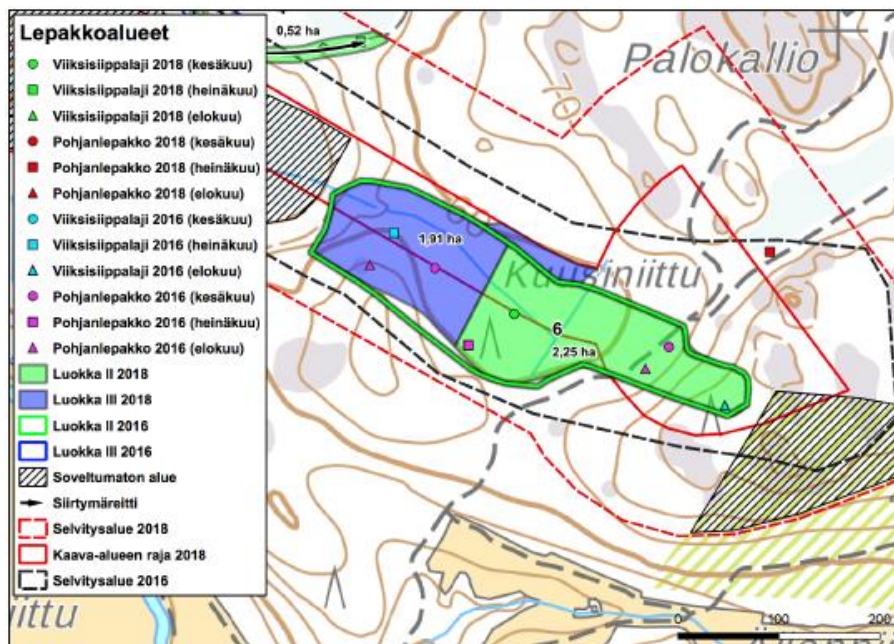 Lepakkoalueet
Viiksisiippalaji 2018 (kesäkuu)
Viiksisiippalaji 2018 (heinäkuu)
Viiksisiippalaji 2018 (elokuu)
Pohjanlepakko 2018 (kesäkuu)
Pohjanlepakko 2018 (heinäkuu)
Pohjanlepakko 2018 (elokuu)
Viiksisiippalaji 2016 (kesäkuu)
Viiksisiippalaji 2016 (heinäkuu)
Viiksisiippalaji 2016 (elokuu)
Pohjanlepakko 2016 (kesäkuu)
Pohjanlepakko 2016 (heinäkuu)
Pohjanlepakko 2016 (elokuu)
Luokka II 2018
Luokka III 2018
Luokka II 2016
Luokka III 2016
Soveltumaton alue
Siirtymäreitti
Selvitysalue 2018
Kaava-alueen raja 2018
Selvitysalue 2016
0,52 ha
Palokallio
70
1,91 ha
Kuusiniittu
6
2,25 ha
iittu
0 100 200